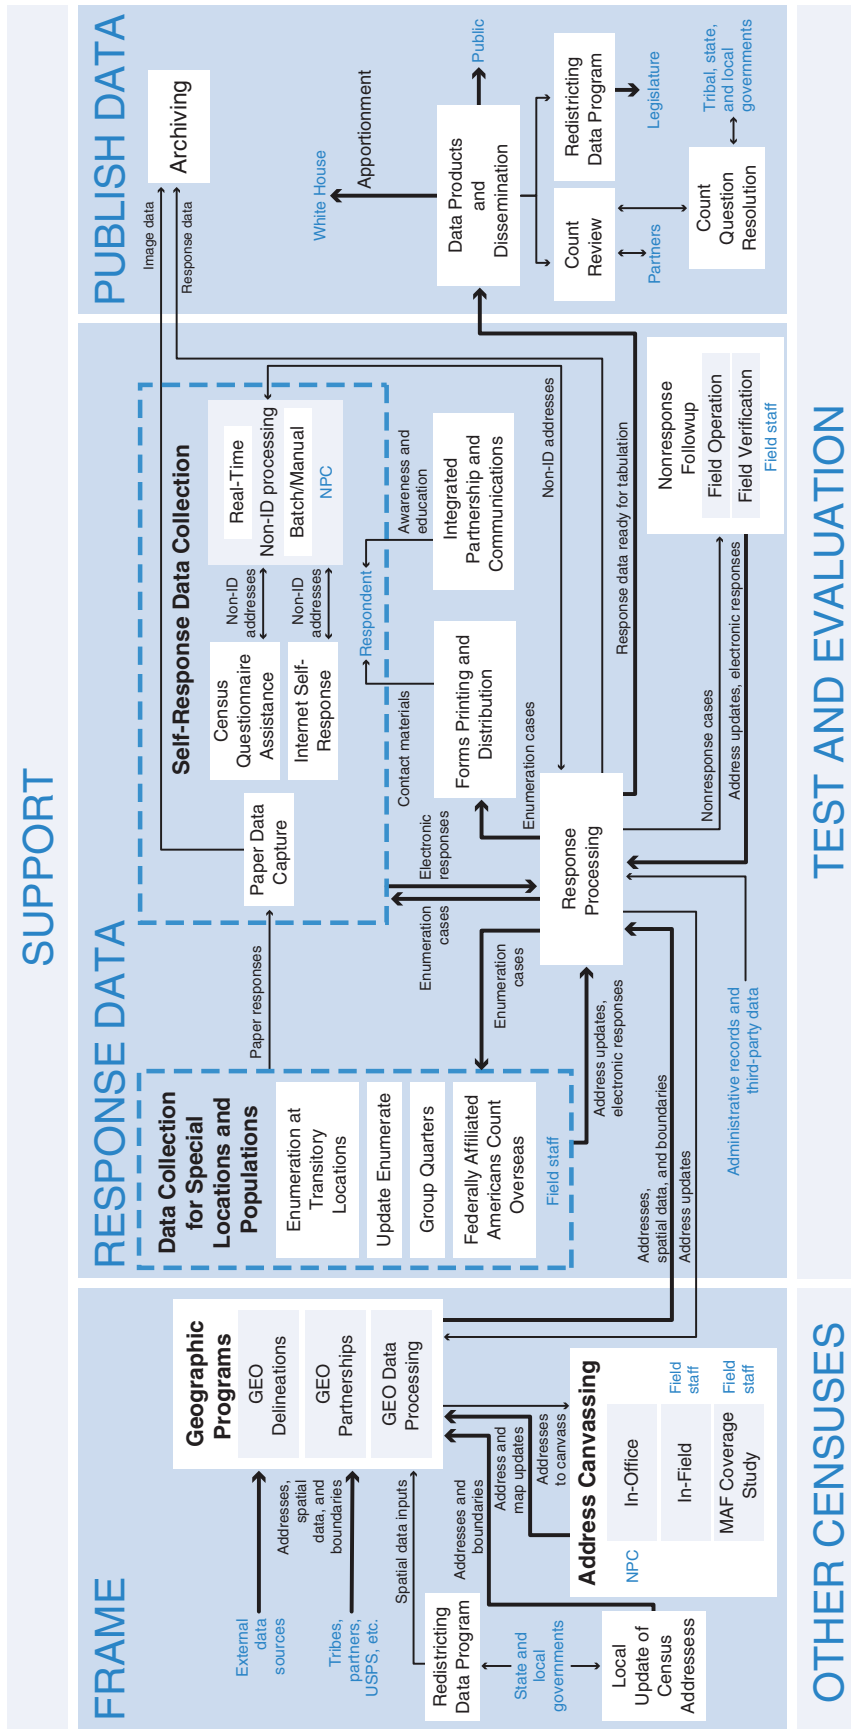 SUPPORT
FRAME
External
data
sources
Addresses,
spatial
data, and
boundaries
Tribes,
partners,
USPS, etc.
Spatial data inputs
Redistricting
Data Program
State and
local
governments
Local
Update of
Census
Addressess
Addresses and
boundaries
Address and
map updates
Addresses
to canvass
Geographic
Programs
GEO
Delineations
GEO
Partnerships
GEO Data
Processing
Address Canvassing
NPC
In-Office
In-Field
Field
staff
MAF Coverage
Study
Field
staff
RESPONSE DATA
Data Collection
for Special
Locations and
Populations
Enumeration at
Transitory
Locations
Update Enumerate
Group Quarters
Federally Affiliated
Americans Count
Overseas
Field staff
Paper responses
Enumeration
cases
Address updates,
electronic responses
Addresses,
spatial data, and boundaries
Address updates
Administrative records and
third-party data
Self-Response Data Collection
Paper Data
Capture
Census
Questionnaire
Assistance
Internet Self-
Response
Non-ID
addresses
Non-ID
addresses
Real-Time
Non-ID processing
Batch/Manual
NPC
Respondent
Enumeration
cases
Electronic
responses
Contact materials
Awareness and
education
Forms Printing and
Distribution
Integrated
Partnership and
Communications
Enumeration cases
Non-ID addresses
Response
Processing
Response data ready for tabulation
Nonresponse cases
Address updates, electronic responses
Nonresponse
Followup
Field Operation
Field Verification
Field staff
PUBLISH DATA
Image data
Response data
Archiving
White House
Apportionment
Data Products
and
Dissemination
Public
Count
Review
Redistricting
Data Program
Partners
Legislature
Count
Question
Resolution
Tribal, state,
and local
governments
OTHER CENSUSES
TEST AND EVALUATION